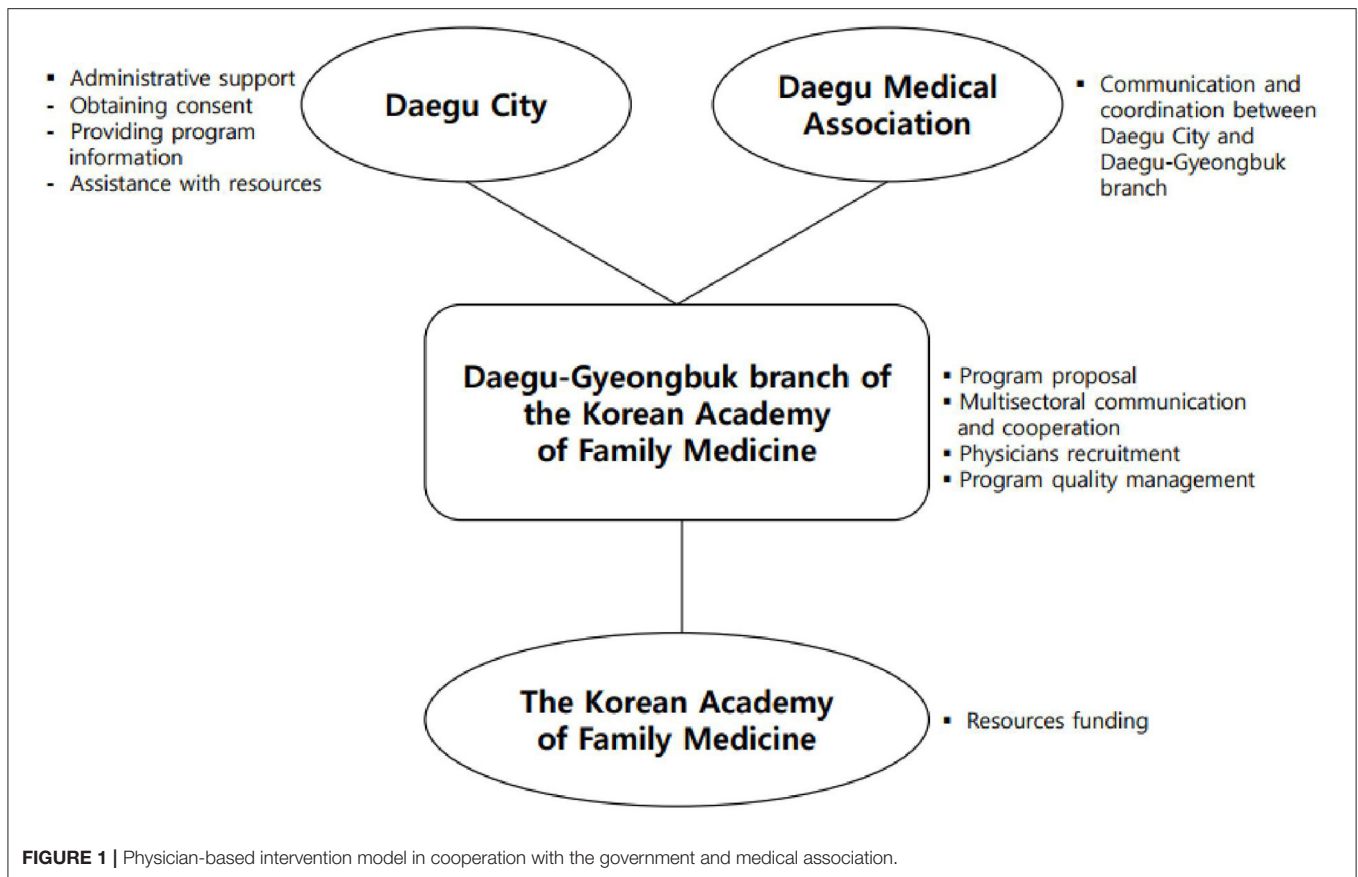 ▪ Administrative support
- Obtaining consent
- Providing program
information
- Assistance with resources
Daegu City
Daegu Medical
Association
▪ Communication and
coordination between
Daegu City and
Daegu-Gyeongbuk
branch
Daegu-Gyeongbuk branch of
the Korean Academy
of Family Medicine
▪ Program proposal
▪ Multisectoral communication
and cooperation
▪ Physicians recruitment
▪ Program quality management
The Korean Academy
of Family Medicine
▪ Resources funding
FIGURE 1 | Physician-based intervention model in cooperation with the government and medical association.